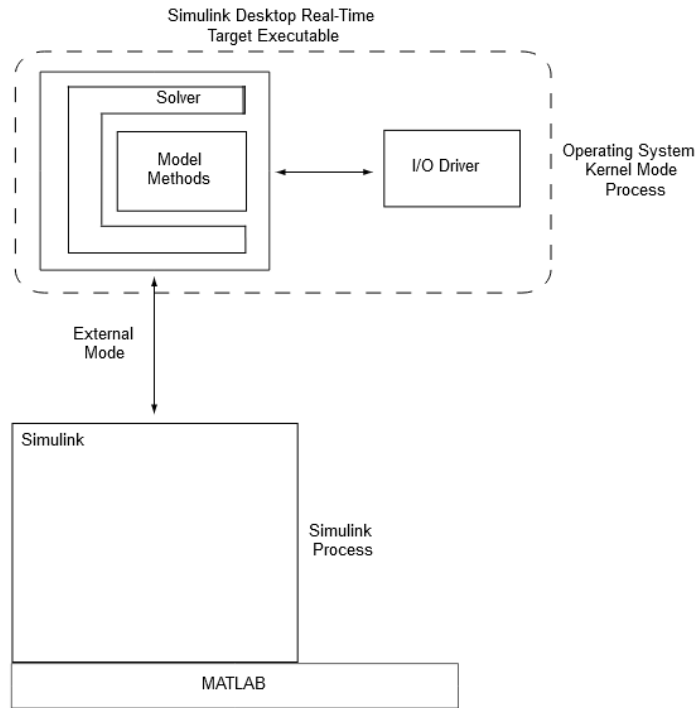 Simulink Desktop Real-Time
Target Executable
Solver
Model
Methods
I/O Driver
Operating System
Kernel Mode
Process
External
Mode
Simulink
Simulink
Process
MATLAB